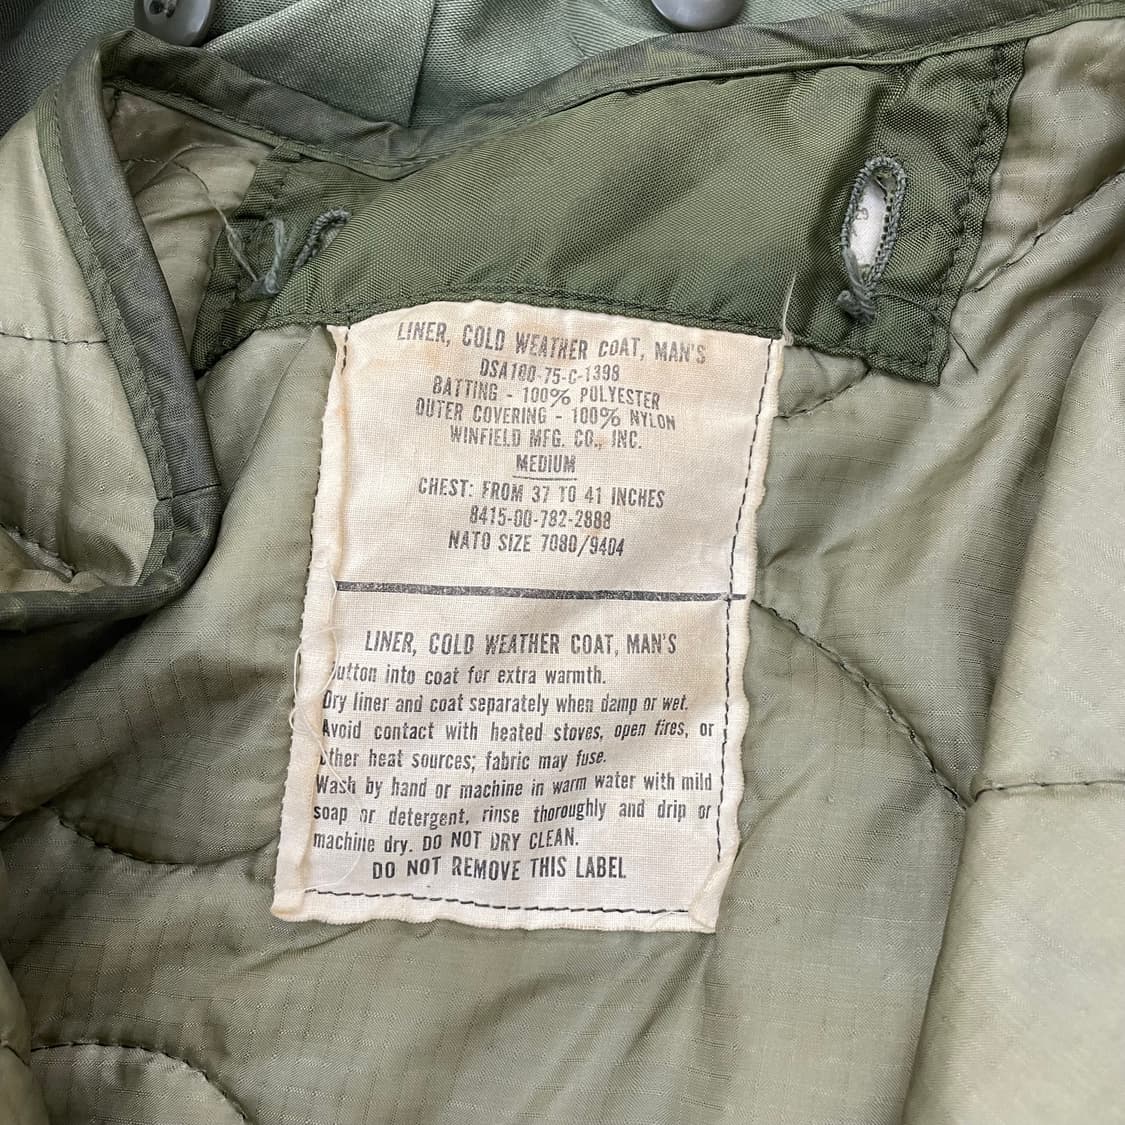 LINER, COLD WEATHER COAT, MAN'S
DSA100-75-C-1398
BATTING - 100% POLYESTER
OUTER COVERING - 100% NYLON
WINFIELD MFG. CO., INC.
MEDIUM
CHEST: FROM 37 TO 41 INCHES
8415-00-782-2888
NATO SIZE 7080/9404
LINER, COLD WEATHER COAT, MAN'S
Button into coat for extra warmth.
Dry liner and coat separately when damp or wet.
Avoid contact with heated stoves, open fires, or
other heat sources; fabric may fuse.
Wash by hand or machine in warm water with mild
soap or detergent, rinse thoroughly and drip or
machine dry. DO NOT DRY CLEAN.
DO NOT REMOVE THIS LABEL